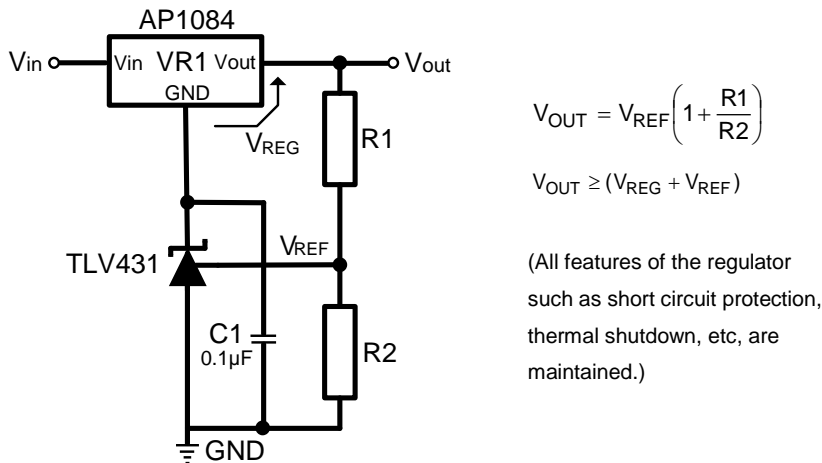 AP1084
Vin
Vin VR1 Vout
GND
Vout
VREG
R1
VREF
TLV431
C1
0.1µF
R2
GND
VOUT = VREF(1+R1/R2)
VOUT ≥ (VREG + VREF)
(All features of the regulator
such as short circuit protection,
thermal shutdown, etc, are
maintained.)